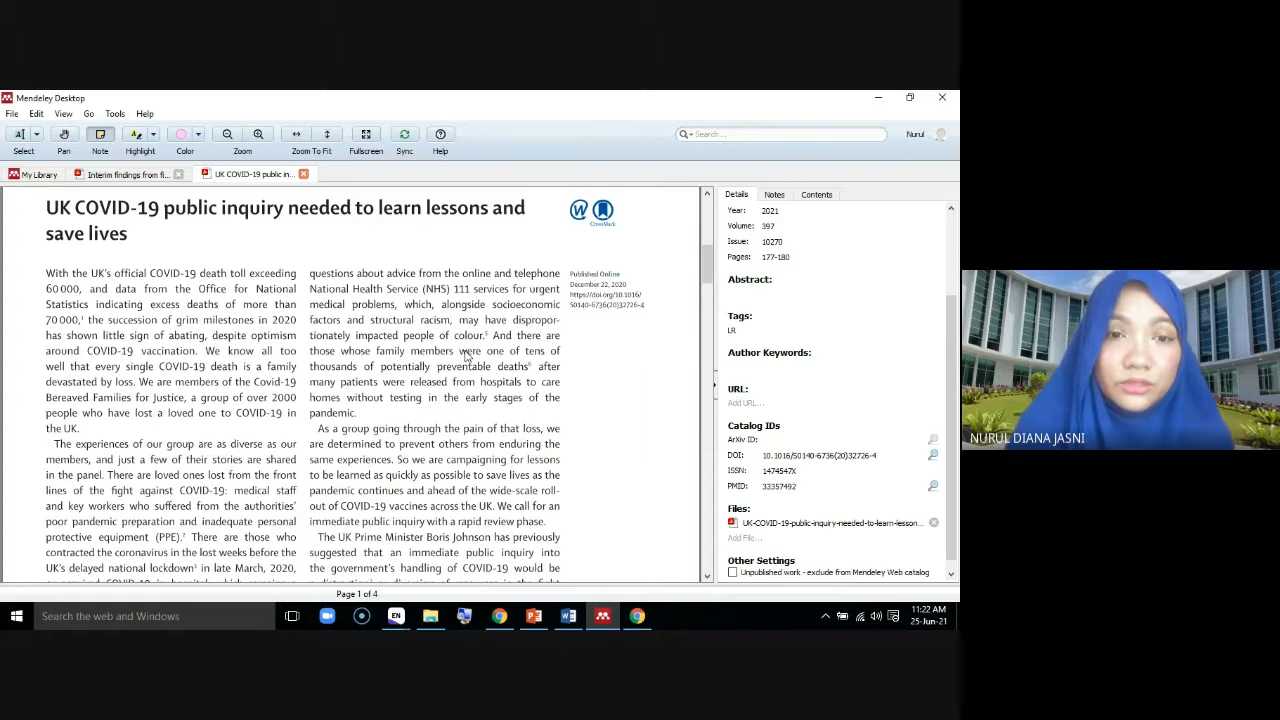 Mendeley Desktop
File Edit View Go Tools Help
Search...
Nurul
Select Pan Note Highlight Color Zoom Zoom To Fit Fullscreen Sync Help
My Library
Interim findings from fi...
UK COVID-19 public in...
UK COVID-19 public inquiry needed to learn lessons and
save lives
CrossMark
With the UK's official COVID-19 death toll exceeding
60 000, and data from the Office for National
Statistics indicating excess deaths of more than
70 000,¹ the succession of grim milestones in 2020
has shown little sign of abating, despite optimism
around COVID-19 vaccination. We know all too
well that every single COVID-19 death is a family
devastated by loss. We are members of the Covid-19
Bereaved Families for Justice, a group of over 2000
people who have lost a loved one to COVID-19 in
the UK.
The experiences of our group are as diverse as our
members, and just a few of their stories are shared
in the panel. There are loved ones lost from the front
lines of the fight against COVID-19: medical staff
and key workers who suffered from the authorities'
poor pandemic preparation and inadequate personal
protective equipment (PPE).² There are those who
contracted the coronavirus in the lost weeks before the
UK's delayed national lockdown³ in late March, 2020,
questions about advice from the online and telephone
National Health Service (NHS) 111 services for urgent
medical problems, which, alongside socioeconomic
factors and structural racism, may have dispropor-
tionately impacted people of colour.⁵ And there are
those whose family members were one of tens of
thousands of potentially preventable deaths⁶ after
many patients were released from hospitals to care
homes without testing in the early stages of the
pandemic.
As a group going through the pain of that loss, we
are determined to prevent others from enduring the
same experiences. So we are campaigning for lessons
to be learned as quickly as possible to save lives as the
pandemic continues and ahead of the wide-scale roll-
out of COVID-19 vaccines across the UK. We call for an
immediate public inquiry with a rapid review phase.
The UK Prime Minister Boris Johnson has previously
suggested that an immediate public inquiry into
the government's handling of COVID-19 would be
Published Online
December 22, 2020
https://doi.org/10.1016/
S0140-6736(20)32726-4
Details Notes Contents
Year: 2021
Volume: 397
Issue: 10270
Pages: 177-180
Abstract:
Tags:
LR
Author Keywords:
URL:
Add URL...
Catalog IDs
ArXiv ID:
DOI: 10.1016/S0140-6736(20)32726-4
ISSN: 1474547X
PMID: 33357492
Files:
UK-COVID-19-public-inquiry-needed-to-learn-lesson...
Add File...
Other Settings
Unpublished work - exclude from Mendeley Web catalog
Page 1 of 4
NURUL DIANA JASNI
Search the web and Windows
EN
11:22 AM
25-Jun-21